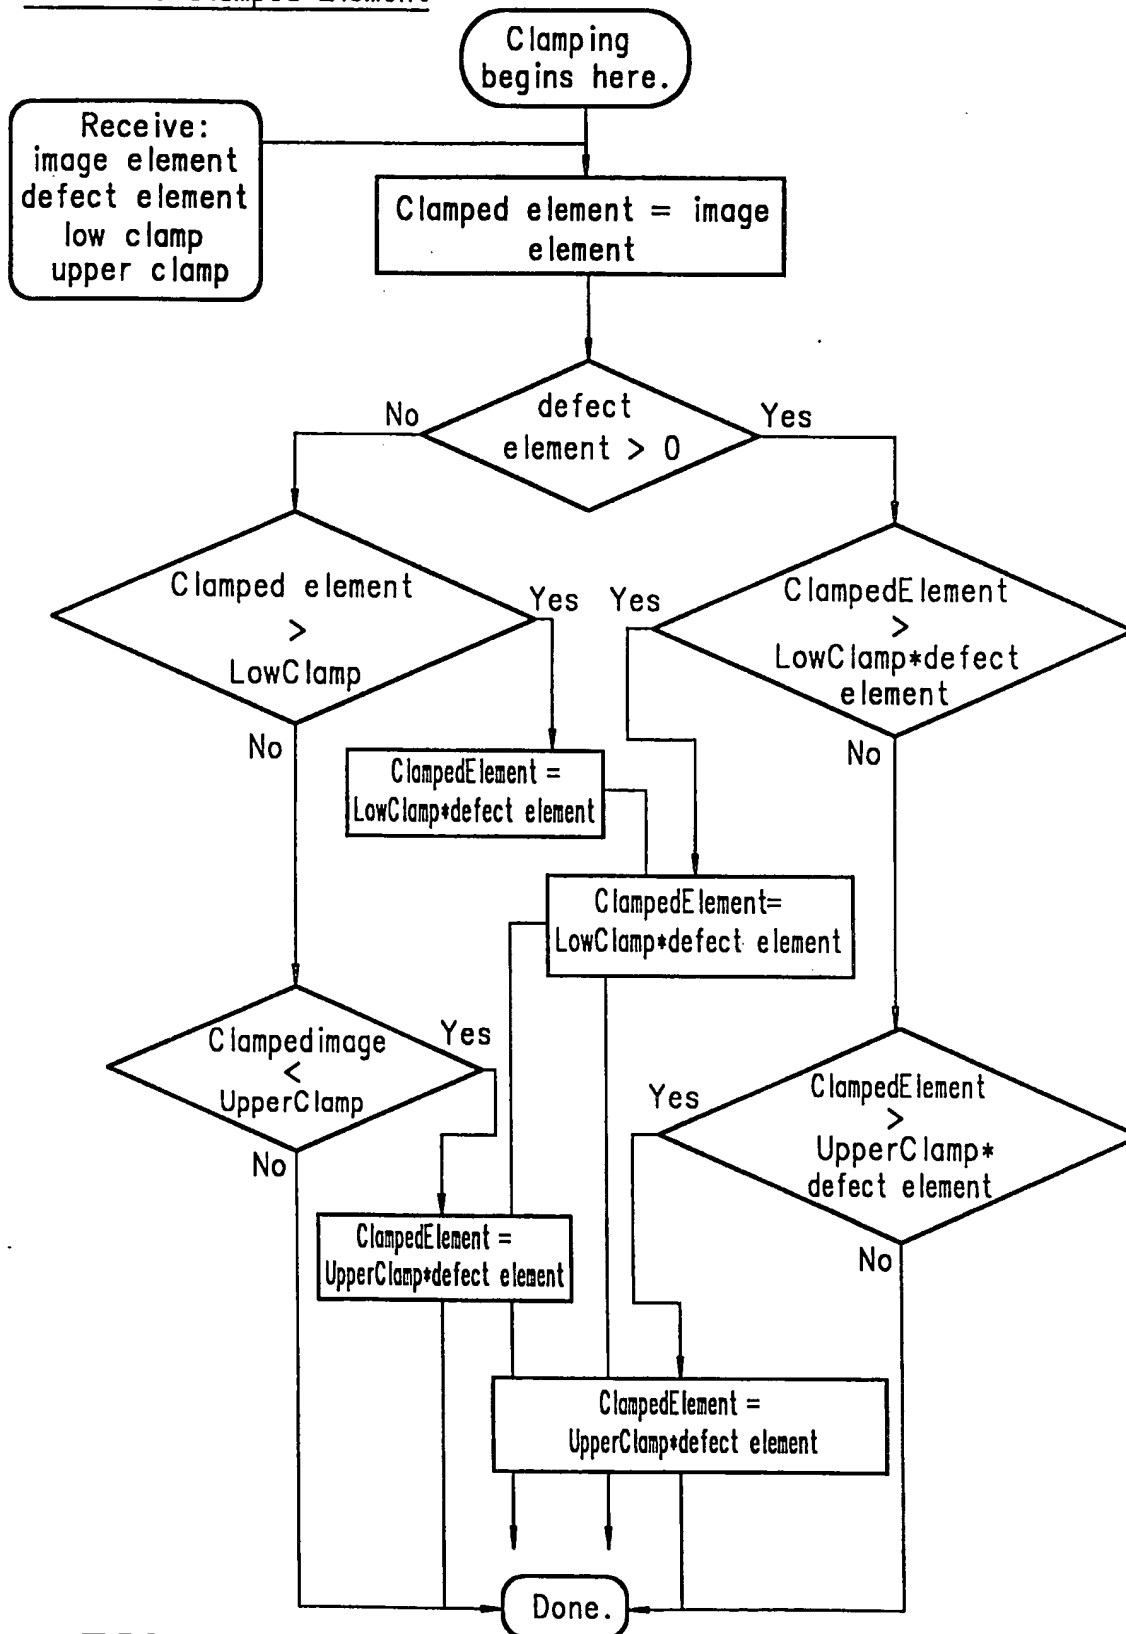 Clamped Element
Clamping
begins here.
Receive:
image element
defect element
low clamp
upper clamp
Clamped element = image
element
defect
element > 0
No
Yes
Clamped element
>
LowClamp
Yes
No
Yes
ClampedElement
>
LowClamp*defect
element
No
ClampedElement =
LowClamp*defect element
ClampedElement=
LowClamp*defect element
Clampedimage
<
UpperClamp
Yes
No
Yes
ClampedElement
>
UpperClamp*
defect element
No
ClampedElement =
UpperClamp*defect element
ClampedElement =
UpperClamp*defect element
Done.